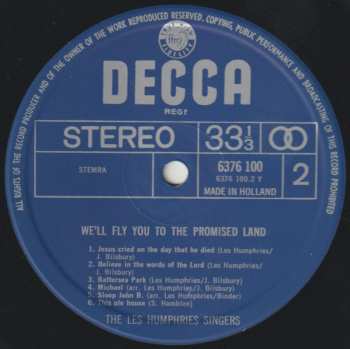 ALL RIGHTS OF THE RECORD PRODUCER AND OF THE OWNER OF THE WORK REPRODUCED RESERVED. COPYING, PUBLIC PERFORMANCE AND BROADCASTING OF THIS RECORD PROHIBITED
DECCA
REGT
STEREO
33 1/3
STEMRA
6376 100
6376 100.2 Y
MADE IN HOLLAND
2
WE'LL FLY YOU TO THE PROMISED LAND
1. Jesus cried on the day that he died (Les Humphries/
J. Bilsbury)
2. Believe in the words of the Lord (Les Humphries/
J. Bilsbury)
3. Battersea Park (Les Humphries/J. Bilsbury)
4. Michael (arr. Les Humphries/J. Bilsbury)
5. Sloop John B. (arr. Les Humphries/Binder)
6. This ole house (S. Hamblen)
THE LES HUMPHRIES SINGERS